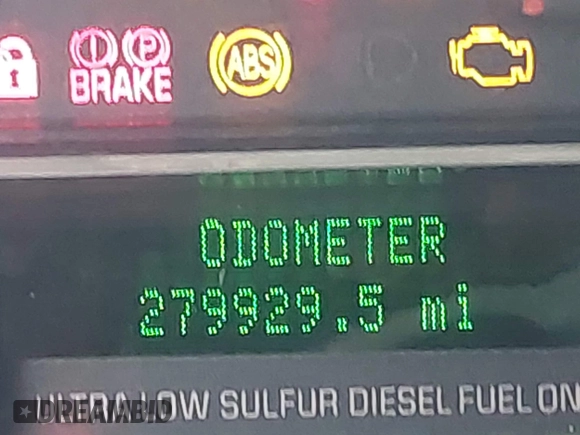 BRAKE
ABS
ODOMETER
279929.5 mi
ULTRA LOW SULFUR DIESEL FUEL ON
DREAMBID